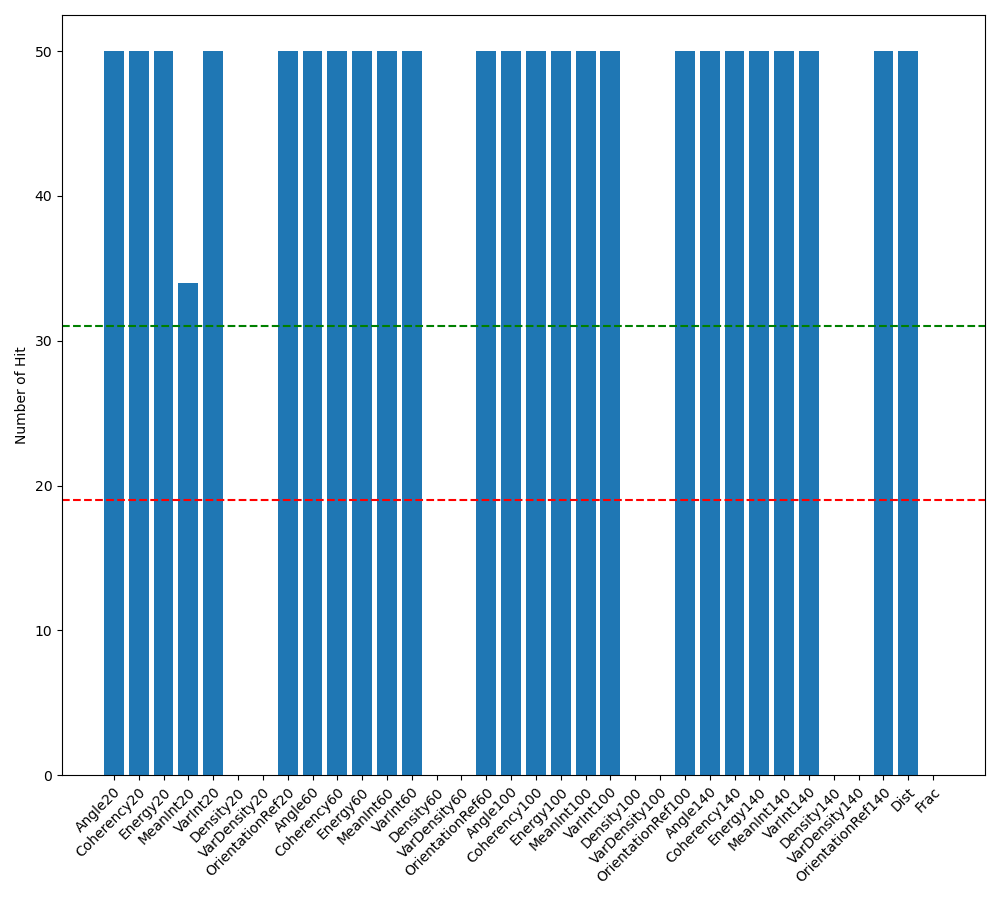 50
40
30
20
10
0
Number of Hit
Angle20
Coherency20
Energy20
MeanInt20
VarInt20
Density20
VarDensity20
OrientationRef20
Angle60
Coherency60
Energy60
MeanInt60
VarInt60
Density60
VarDensity60
OrientationRef60
Angle100
Coherency100
Energy100
MeanInt100
VarInt100
Density100
VarDensity100
OrientationRef100
Angle140
Coherency140
Energy140
MeanInt140
VarInt140
Density140
VarDensity140
OrientationRef140
Dist
Frac